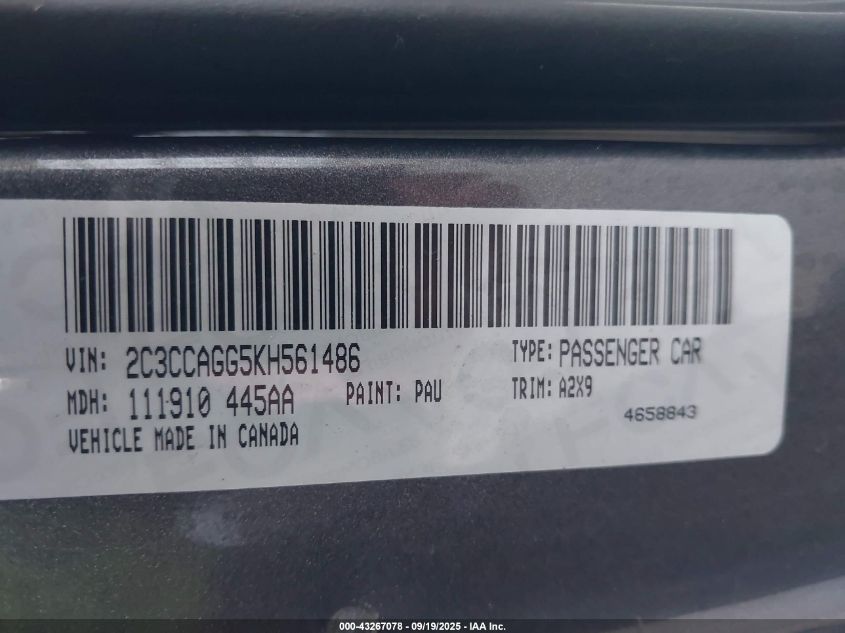 VIN: 2C3CCAGG5KH561486 TYPE: PASSENGER CAR
MDH: 111910 445AA PAINT: PAU TRIM: A2X9
4658843
VEHICLE MADE IN CANADA
000-43267078 - 09/19/2025 - IAA Inc.